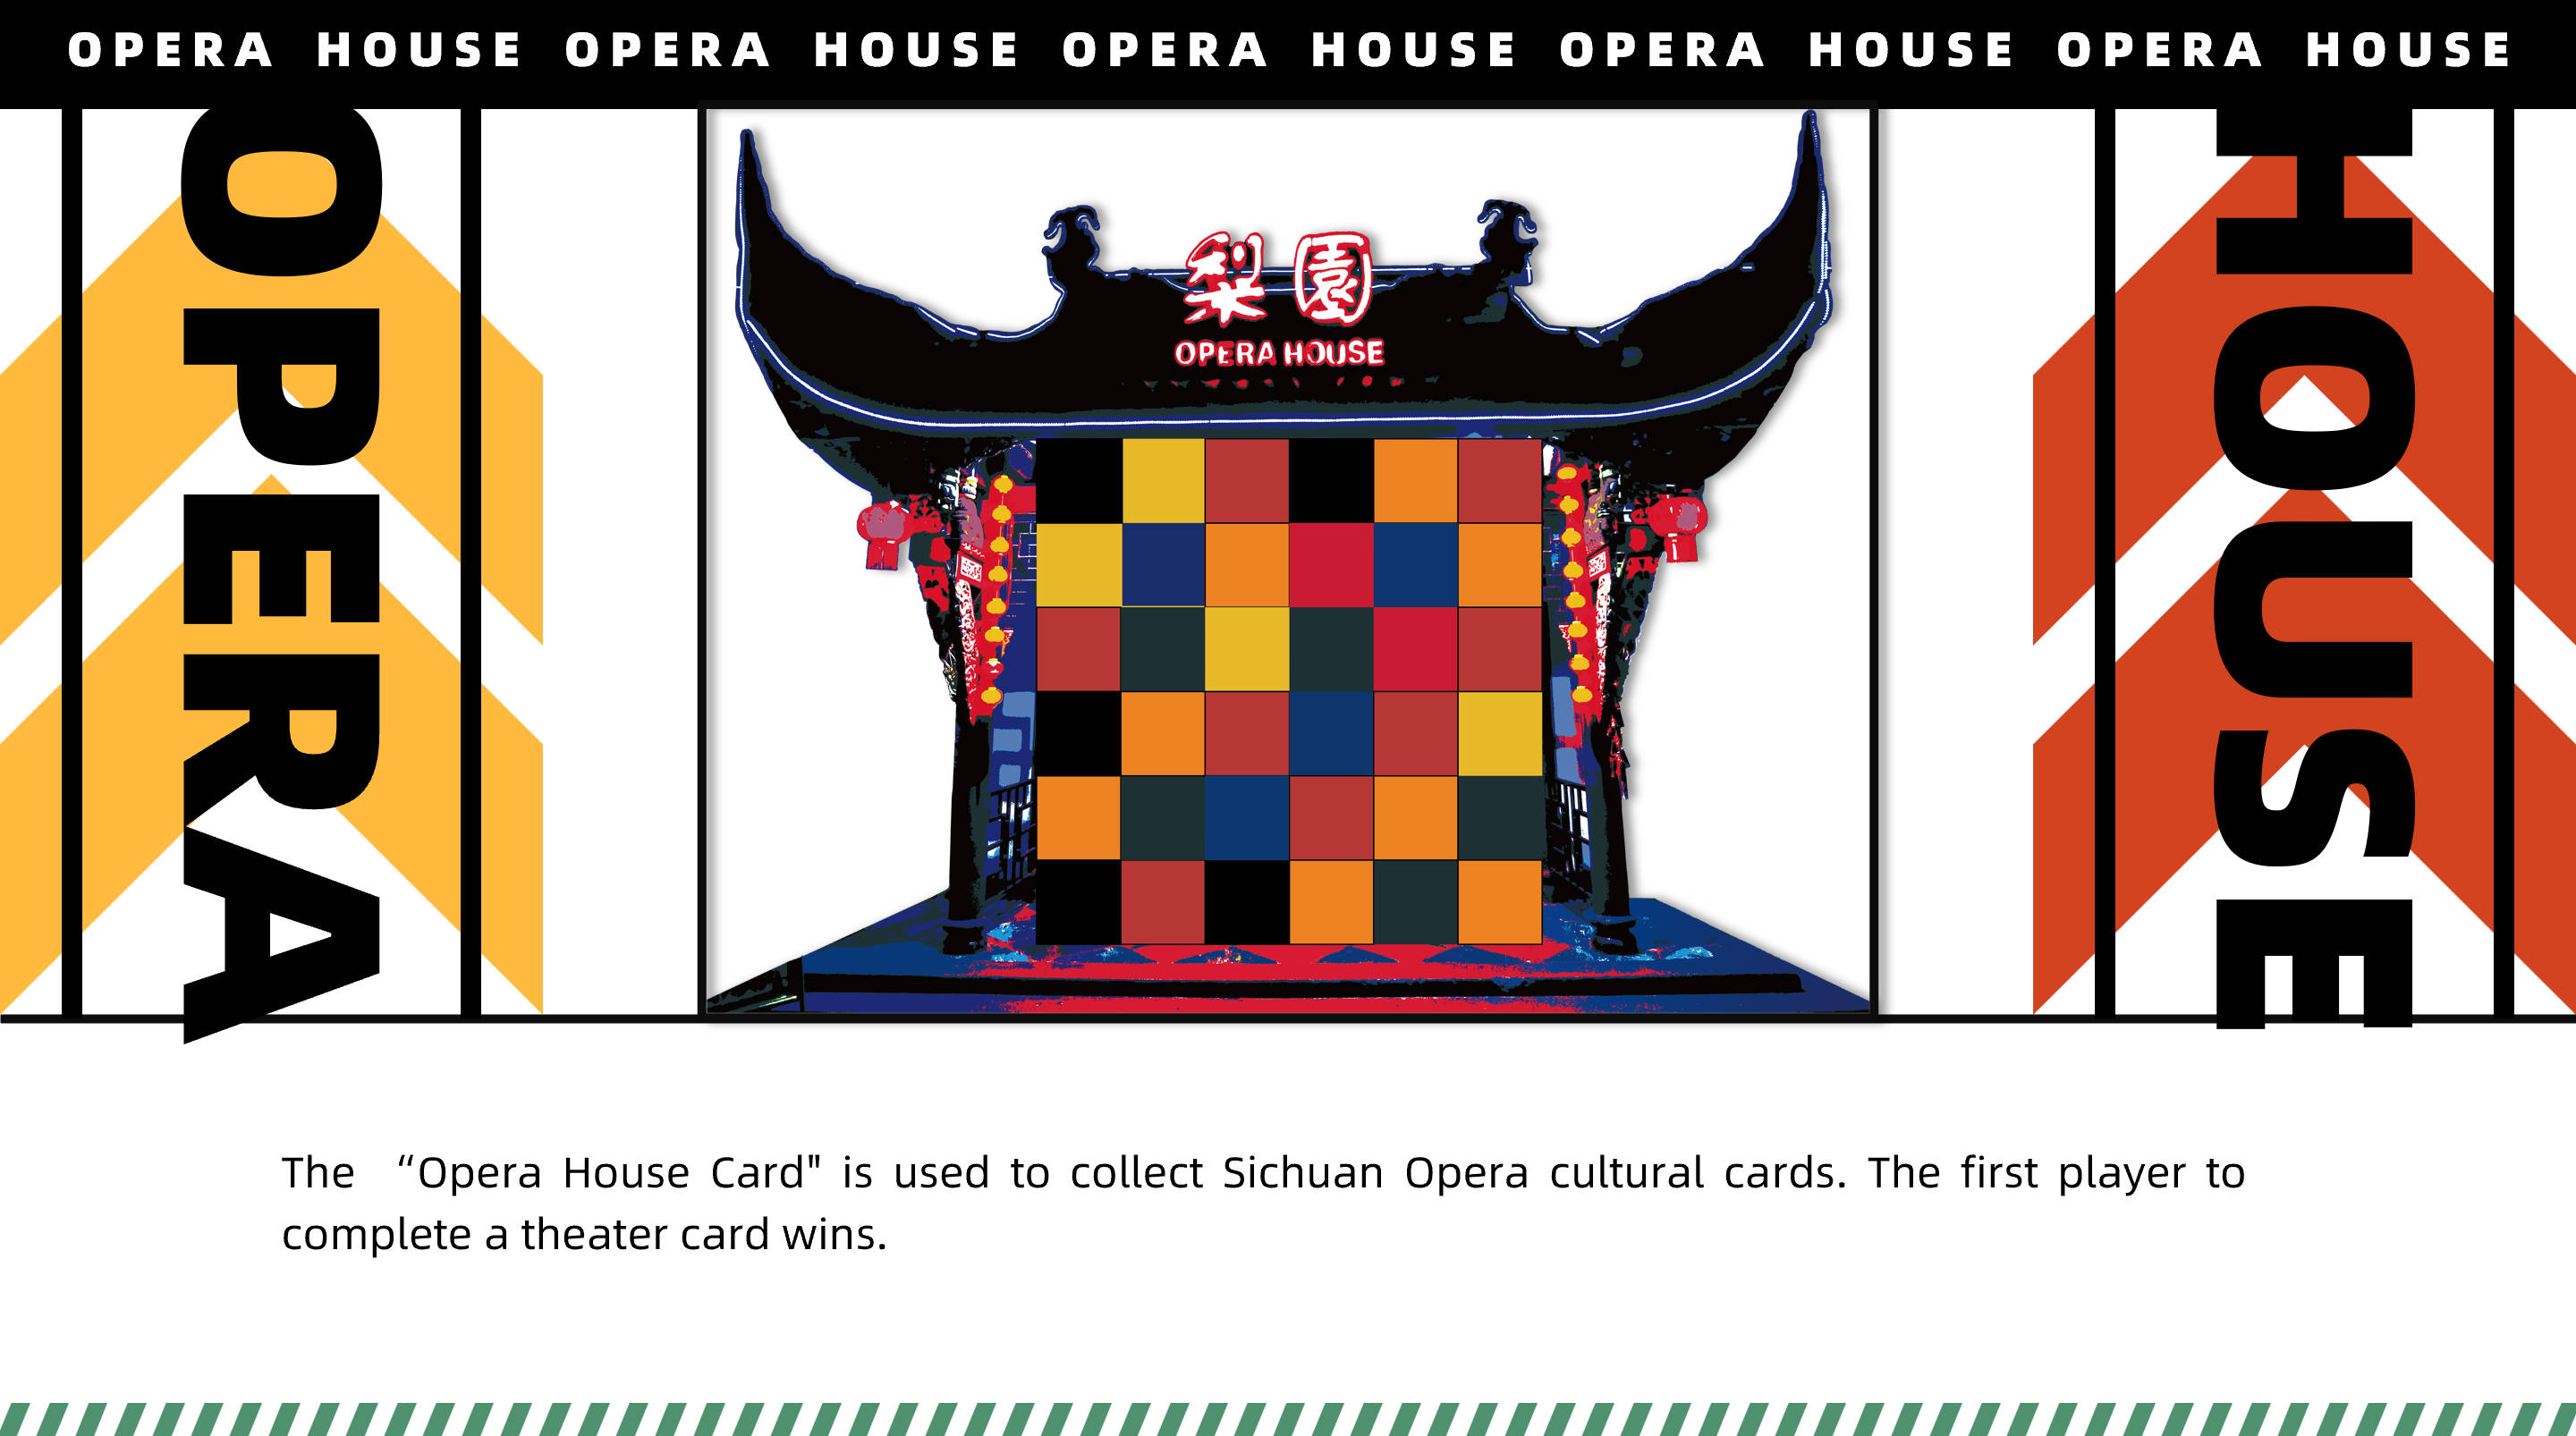 OPERA HOUSE OPERA HOUSE OPERA HOUSE OPERA HOUSE OPERA HOUSE
OPERA
梨園
OPERA HOUSE
HOUSE
The “Opera House Card" is used to collect Sichuan Opera cultural cards. The first player to
complete a theater card wins.